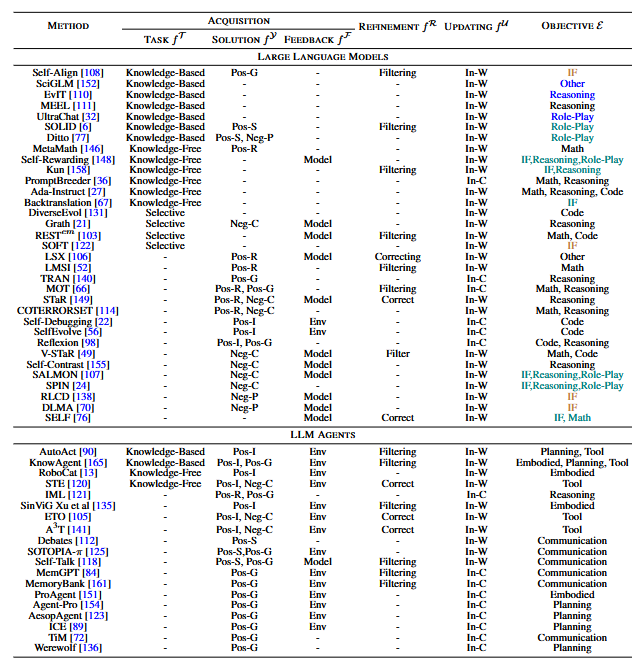 METHOD ACQUISITION REFINEMENT f^R UPDATING f^U OBJECTIVE E
TASK f^T SOLUTION f^Y FEEDBACK f^F
LARGE LANGUAGE MODELS
Self-Align [108] Knowledge-Based Pos-G - Filtering In-W IF
SciGLM [152] Knowledge-Based - - - In-W Other
EvIT [110] Knowledge-Based - - - In-W Reasoning
MEEL [111] Knowledge-Based - - - In-W Reasoning
UltraChat [32] Knowledge-Based - - - In-W Role-Play
SOLID [6] Knowledge-Based Pos-S - Filtering In-W Role-Play
Ditto [77] Knowledge-Based Pos-S, Neg-P - - In-W Role-Play
MetaMath [146] Knowledge-Free Pos-R - - In-W Math
Self-Rewarding [148] Knowledge-Free - Model - In-W IF,Reasoning,Role-Play
Kun [158] Knowledge-Free - - Filtering In-W IF,Reasoning
PromptBreeder [36] Knowledge-Free - - - In-C Math, Reasoning
Ada-Instruct [27] Knowledge-Free - - - In-W Math, Reasoning, Code
Backtranslation [67] Knowledge-Free - - - In-W IF
DiverseEvol [131] Selective - - - In-W Code
Grath [21] Selective Neg-C Model - In-W Reasoning
REST^em [103] Selective - Model Filtering In-W Math, Code
SOFT [122] Selective - - - In-W IF
LSX [106] - Pos-R Model Correcting In-W Other
LMSI [52] - Pos-R - Filtering In-W Math
TRAN [140] - Pos-G - - In-C Reasoning
MOT [66] - Pos-R, Pos-G - Filtering In-C Math, Reasoning
STaR [149] - Pos-R, Neg-C Model Correct In-W Reasoning
COTERRORSET [114] - Pos-R, Neg-C - - In-W Math, Reasoning
Self-Debugging [22] - Pos-I Env - In-C Code
SelfEvolve [56] - Pos-I Env - In-C Code
Reflexion [98] - Pos-I, Pos-G - - In-C Code, Reasoning
V-STaR [49] - Neg-C Model Filter In-W Math, Code
Self-Contrast [155] - Neg-C Model - In-W Reasoning
SALMON [107] - Neg-C Model - In-W IF,Reasoning,Role-Play
SPIN [24] - Neg-C - - In-W IF,Reasoning,Role-Play
RLCD [138] - Neg-P Model - In-W IF
DLMA [70] - Neg-P Model - In-W IF
SELF [76] - - Model Correct In-W IF, Math
LLM AGENTS
AutoAct [90] Knowledge-Based Pos-I Env Filtering In-W Planning, Tool
KnowAgent [165] Knowledge-Based Pos-I, Pos-G Env Filtering In-W Embodied, Planning, Tool
RoboCat [13] Knowledge-Free Pos-I Env - In-W Embodied
STE [120] Knowledge-Free Pos-I, Neg-C Env Correct In-W Tool
IML [121] - Pos-R, Pos-G - - In-C Reasoning
SinViG Xu et al [135] - Pos-I Env Filtering In-W Embodied
ETO [105] - Pos-I, Neg-C Env Correct In-W Tool
A^3T [141] - Pos-I, Neg-C Env Correct In-W Tool
Debates [112] - Pos-S - - In-W Communication
SOTOPIA-π [125] - Pos-S,Pos-G Env - In-W Communication
Self-Talk [118] - Pos-S, Pos-G Model Filtering In-W Communication
MemGPT [84] - Pos-G Env Filtering In-C Communication
MemoryBank [161] - Pos-G Env Filtering In-C Communication
ProAgent [151] - Pos-G Env - In-C Embodied
Agent-Pro [154] - Pos-G Env - In-C Planning
AesopAgent [123] - Pos-G Env - In-C Planning
ICE [89] - Pos-G Env - In-C Planning
TiM [72] - Pos-G - - In-C Communication
Werewolf [136] - Pos-G - - In-C Planning